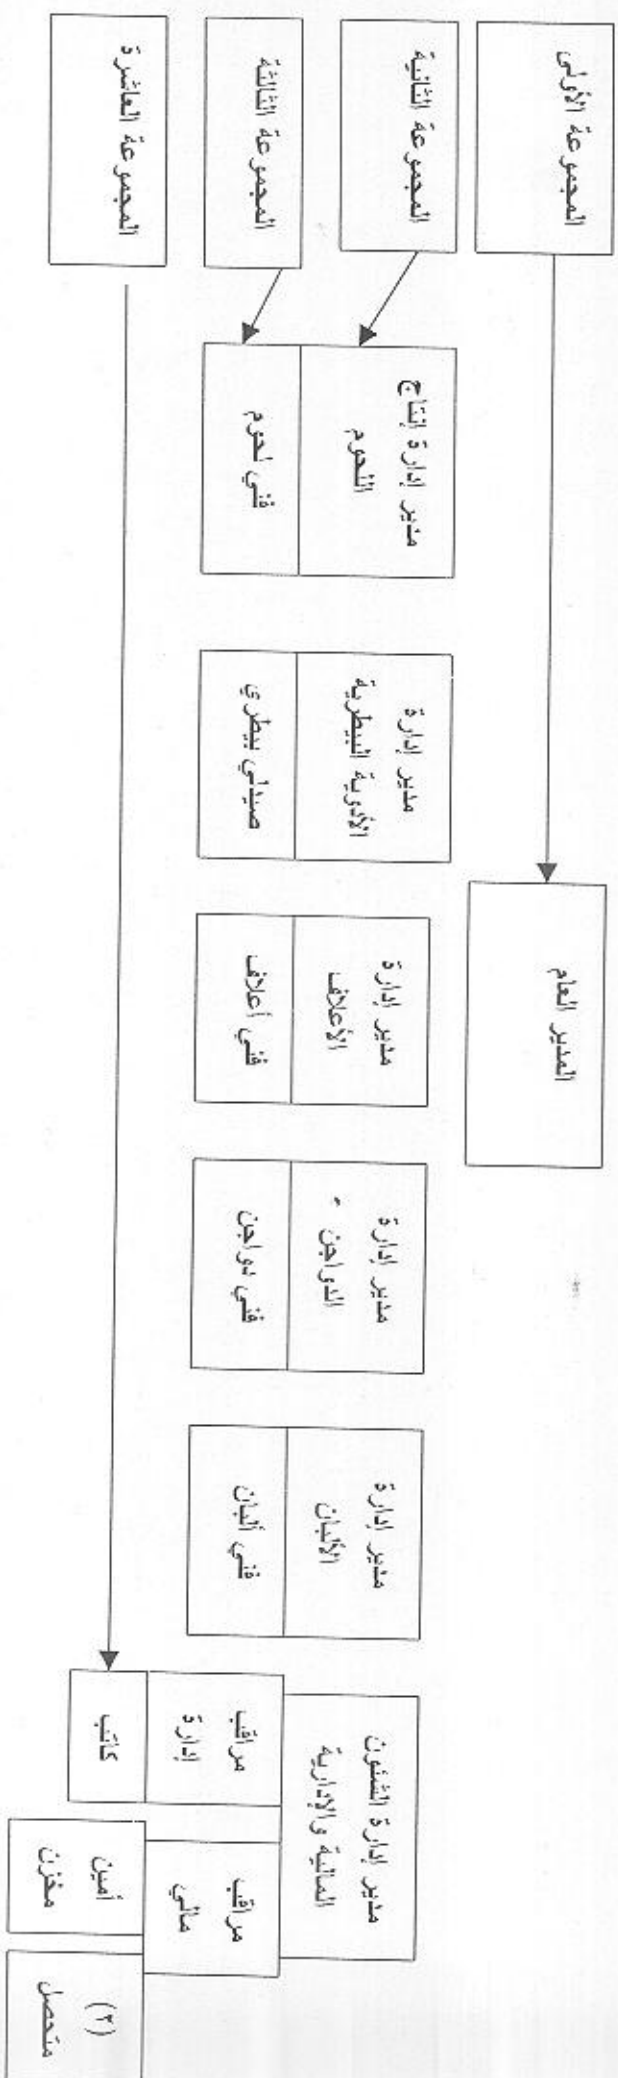 المجموعة الأولى
المدير العام
المجموعة الثانية
مدير إدارة إنتاج
اللحوم
مدير إدارة
الأدوية البيطرية
مدير إدارة
الأعلاف
مدير إدارة
الدواجن
مدير إدارة
الألبان
مدير إدارة الشئون
المالية والإدارية
المجموعة الثالثة
فني لحوم
صيدلي بيطري
فني أعلاف
فني دواجن
فني ألبان
مراقب
إدارة
مراقب
مالي
المجموعة العاشرة
كاتب
أمين
مخزن
(٢)
متحصل